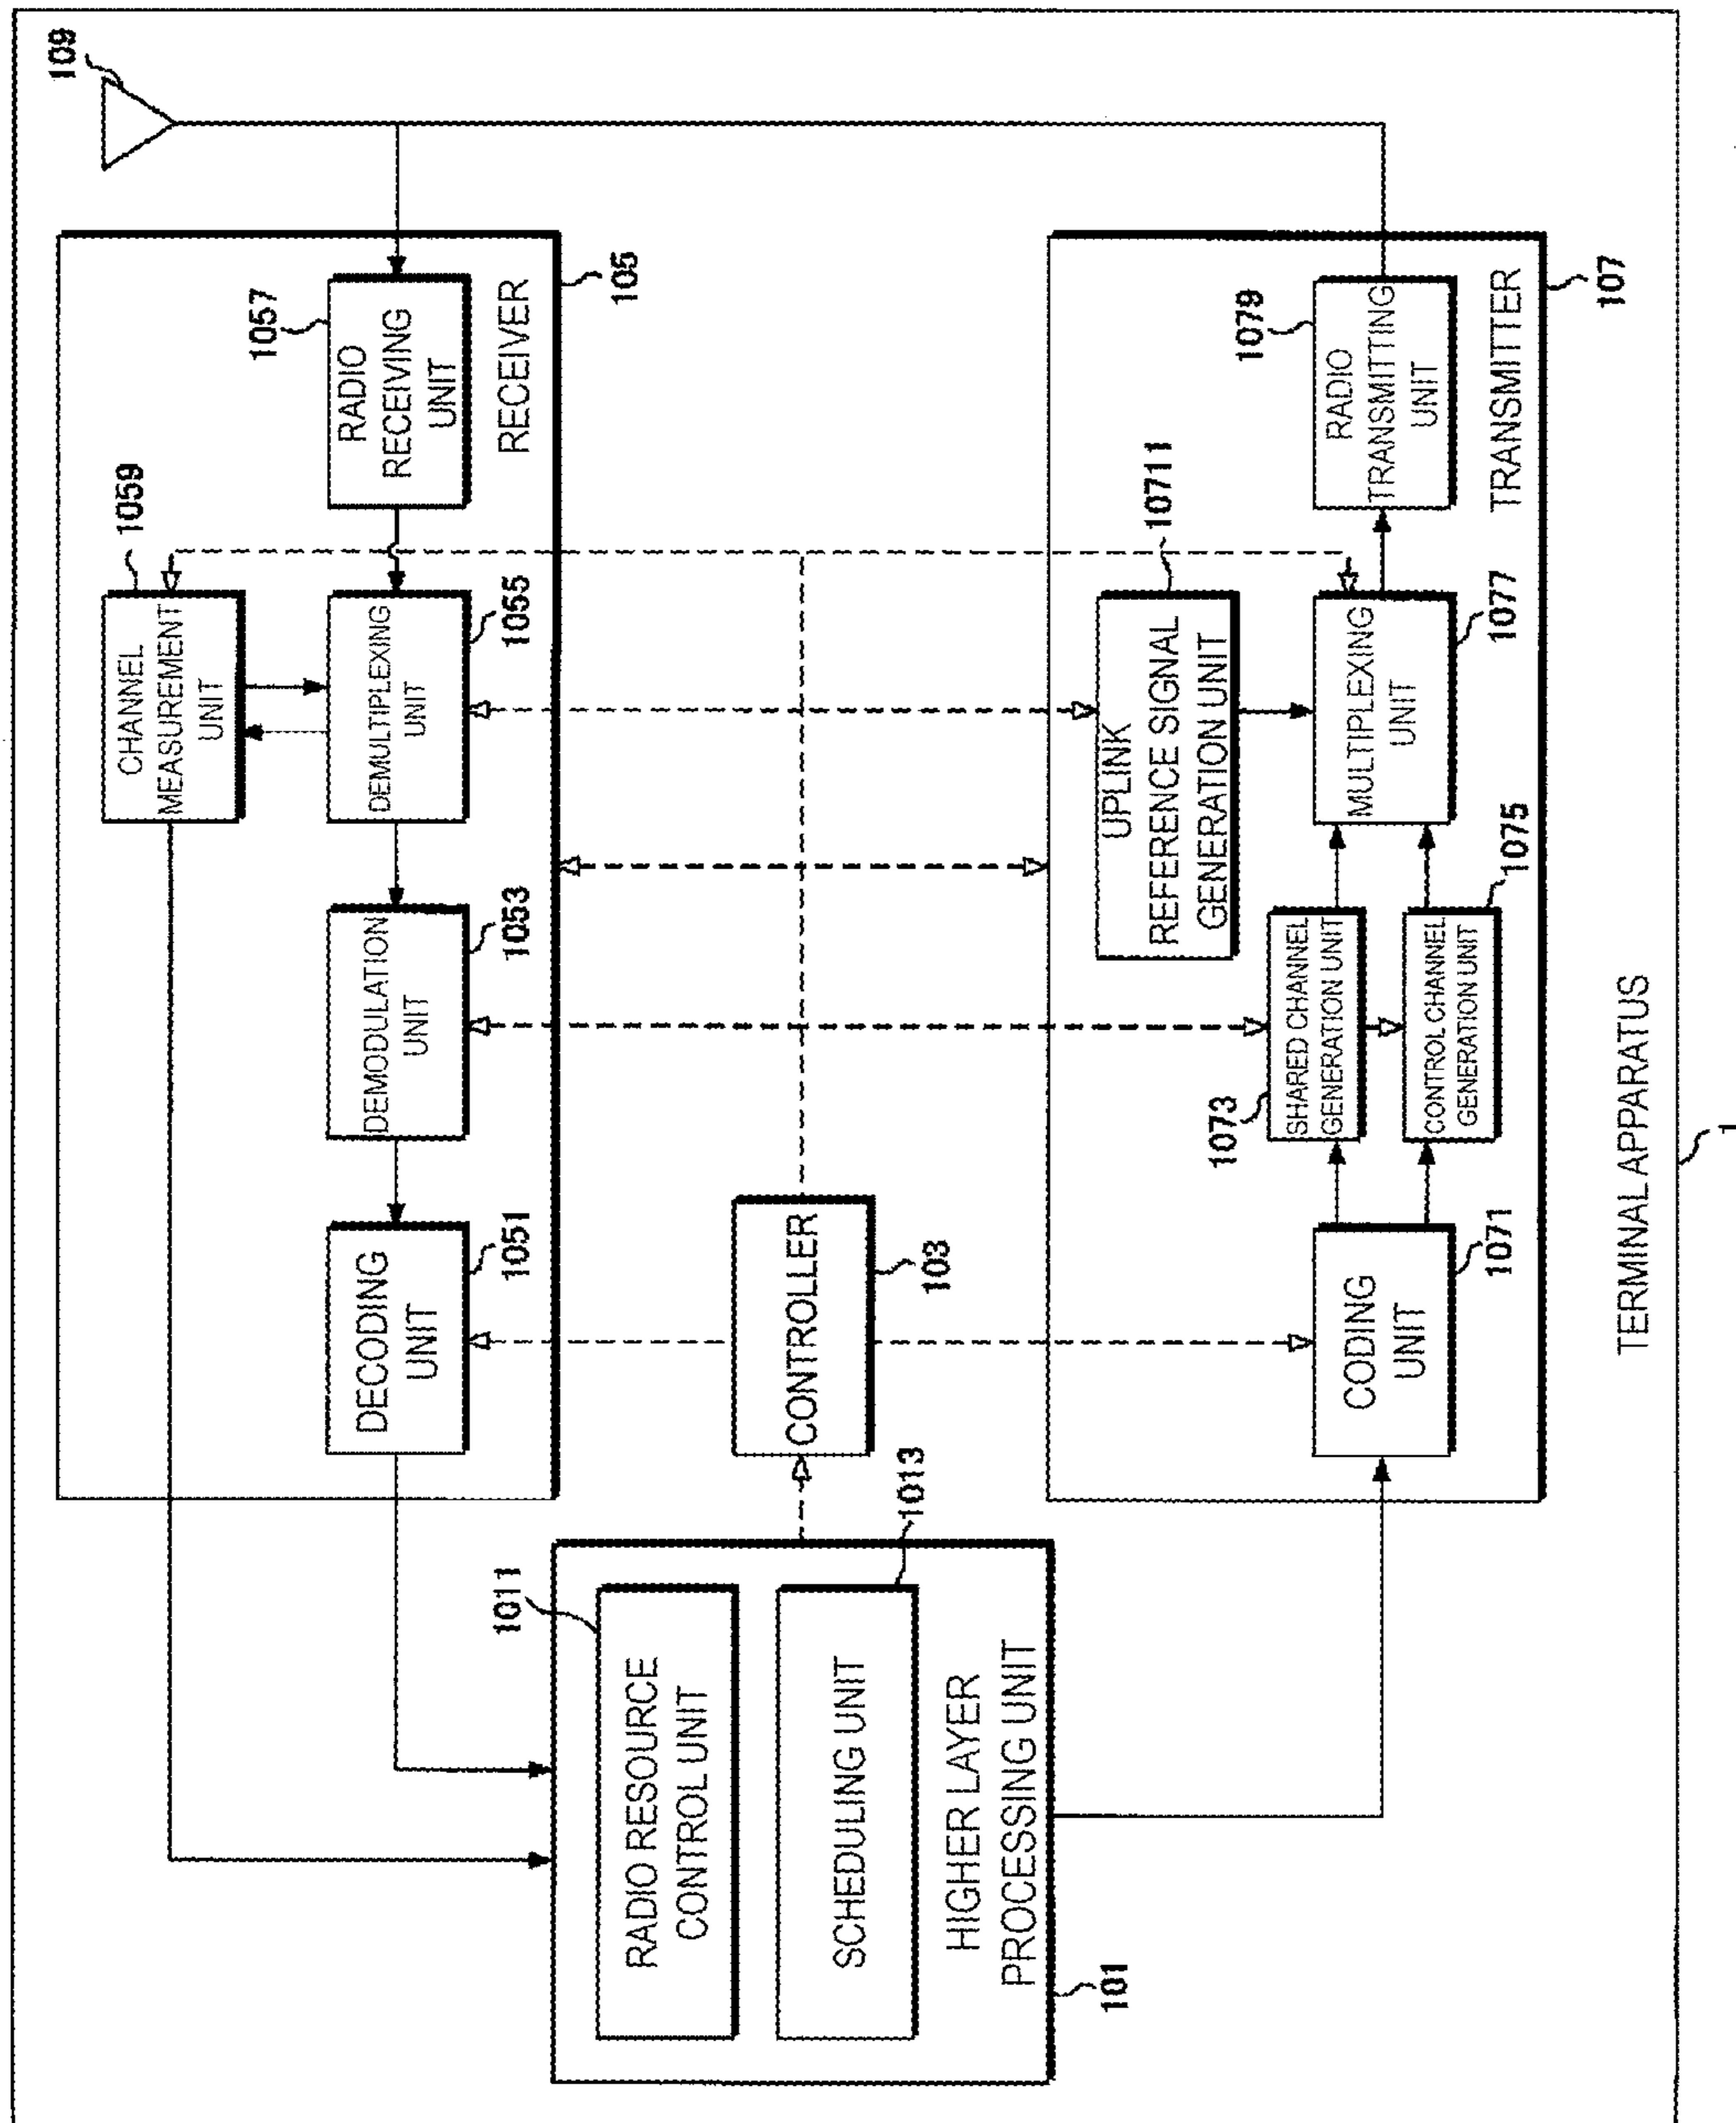 109
1059
CHANNEL
MEASUREMENT
UNIT
1057
RADIO
RECEIVING
UNIT
DEMULTIPLEXING
UNIT
1055
DEMODULATION
UNIT
1053
DECODING
UNIT
1051
RECEIVER
105
1011
RADIO RESOURCE
CONTROL UNIT
1013
SCHEDULING UNIT
HIGHER LAYER
PROCESSING UNIT
101
CONTROLLER
103
10711
UPLINK
REFERENCE SIGNAL
GENERATION UNIT
1073
SHARED CHANNEL
GENERATION UNIT
CONTROL CHANNEL
GENERATION UNIT
1075
CODING
UNIT
1071
MULTIPLEXING
UNIT
1077
1079
RADIO
TRANSMITTING
UNIT
TRANSMITTER
107
TERMINAL APPARATUS
1